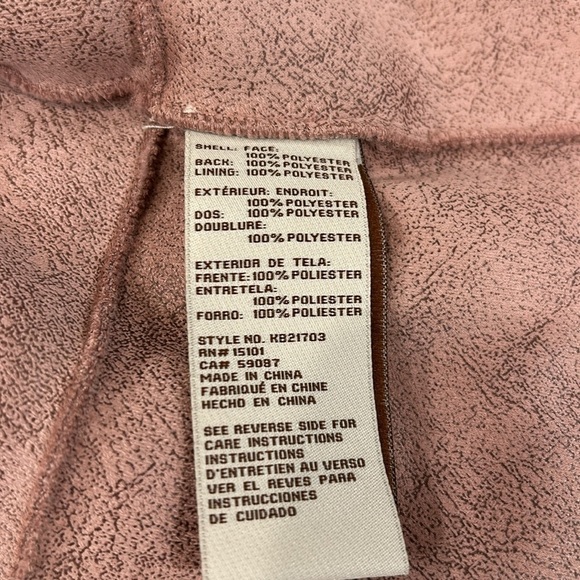 SHELL: FACE:
100% POLYESTER
BACK: 100% POLYESTER
LINING: 100% POLYESTER
EXTÉRIEUR: ENDROIT:
100% POLYESTER
DOS: 100% POLYESTER
DOUBLURE:
100% POLYESTER
EXTERIOR DE TELA:
FRENTE: 100% POLIESTER
ENTRETELA:
100% POLIESTER
FORRO: 100% POLIESTER
STYLE NO. KB21703
RN# 15101
CA# 59087
MADE IN CHINA
FABRIQUÉ EN CHINE
HECHO EN CHINA
SEE REVERSE SIDE FOR
CARE INSTRUCTIONS
INSTRUCTIONS
D'ENTRETIEN AU VERSO
VER EL REVES PARA
INSTRUCCIONES
DE CUIDADO